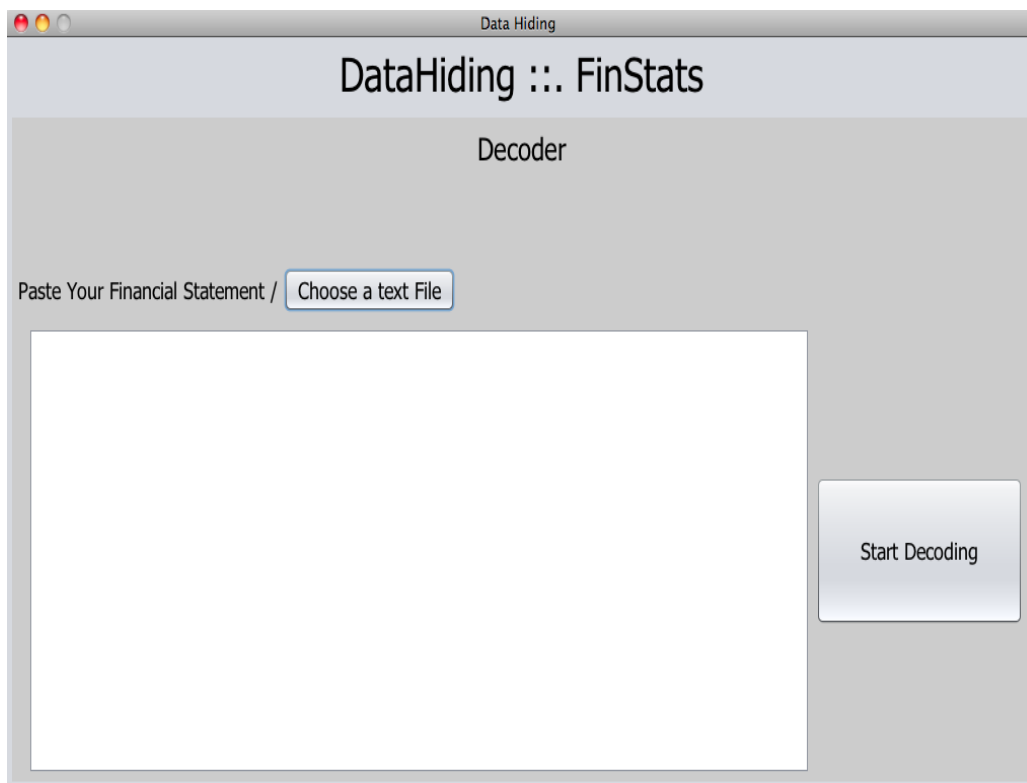 Data Hiding
DataHiding ::. FinStats
Decoder
Paste Your Financial Statement / Choose a text File
Start Decoding